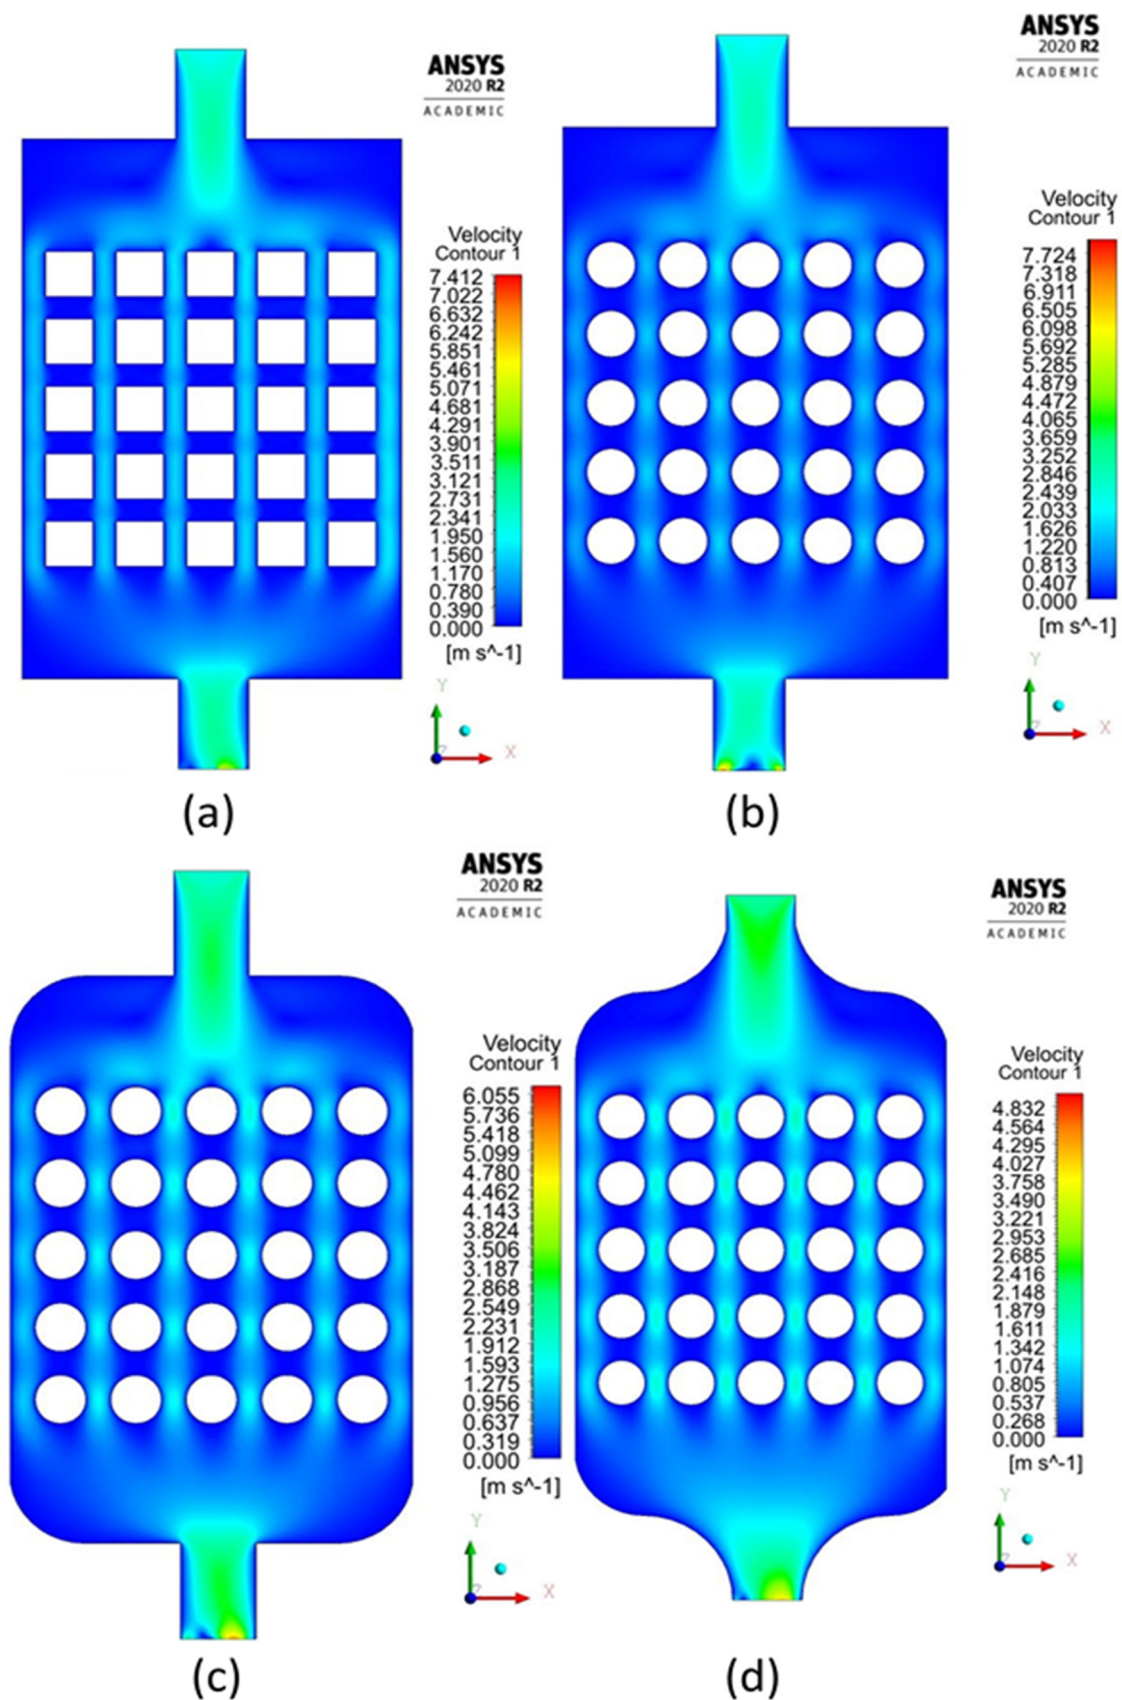 ANSYS
2020 R2
ACADEMIC
Velocity
Contour 1
7.412
7.022
6.632
6.242
5.851
5.461
5.071
4.681
4.291
3.901
3.511
3.121
2.731
2.341
1.950
1.560
1.170
0.780
0.390
0.000
[m s^-1]
Y
Z
X
(a)
ANSYS
2020 R2
ACADEMIC
Velocity
Contour 1
7.724
7.318
6.911
6.505
6.098
5.692
5.285
4.879
4.472
4.065
3.659
3.252
2.846
2.439
2.033
1.626
1.220
0.813
0.407
0.000
[m s^-1]
Y
Z
X
(b)
ANSYS
2020 R2
ACADEMIC
Velocity
Contour 1
6.055
5.736
5.418
5.099
4.780
4.462
4.143
3.824
3.506
3.187
2.868
2.549
2.231
1.912
1.593
1.275
0.956
0.637
0.319
0.000
[m s^-1]
Y
Z
X
(c)
ANSYS
2020 R2
ACADEMIC
Velocity
Contour 1
4.832
4.564
4.295
4.027
3.758
3.490
3.221
2.953
2.685
2.416
2.148
1.879
1.611
1.342
1.074
0.805
0.537
0.268
0.000
[m s^-1]
Y
Z
X
(d)